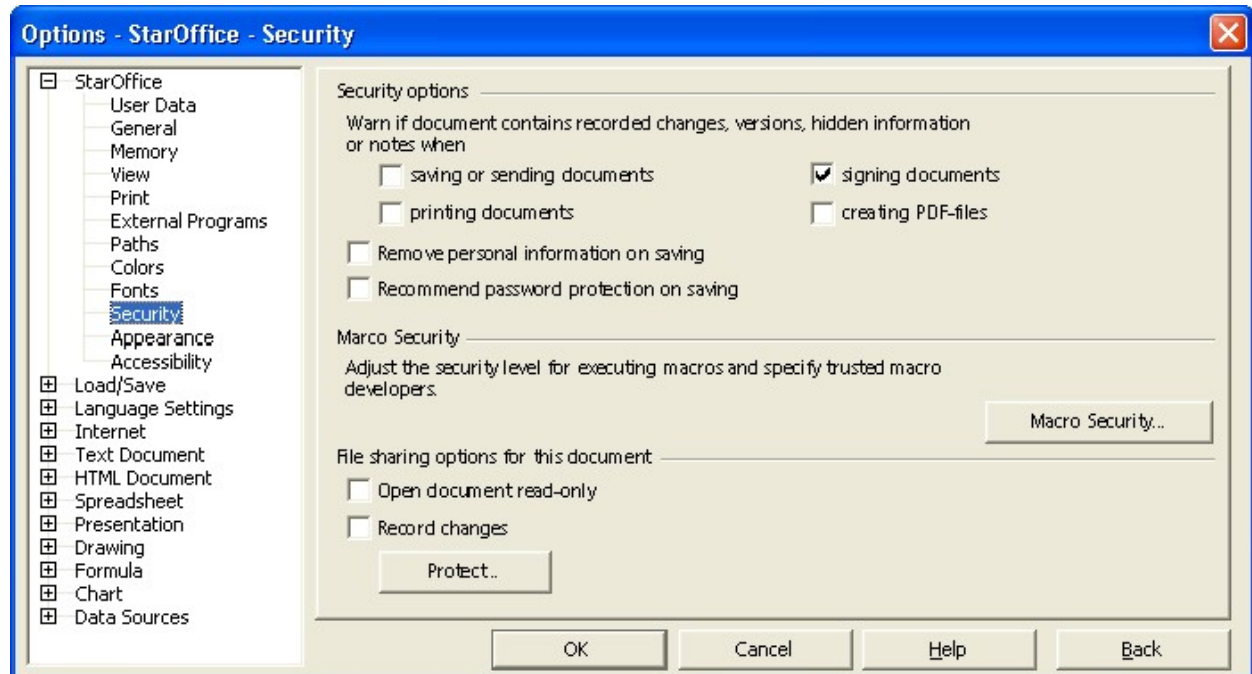 Options - StarOffice - Security
StarOffice
User Data
General
Memory
View
Print
External Programs
Paths
Colors
Fonts
Security
Appearance
Accessibility
Load/Save
Language Settings
Internet
Text Document
HTML Document
Spreadsheet
Presentation
Drawing
Formula
Chart
Data Sources
Security options
Warn if document contains recorded changes, versions, hidden information
or notes when
saving or sending documents
signing documents
printing documents
creating PDF-files
Remove personal information on saving
Recommend password protection on saving
Marco Security
Adjust the security level for executing macros and specify trusted macro
developers.
Macro Security...
File sharing options for this document
Open document read-only
Record changes
Protect..
OK
Cancel
Help
Back